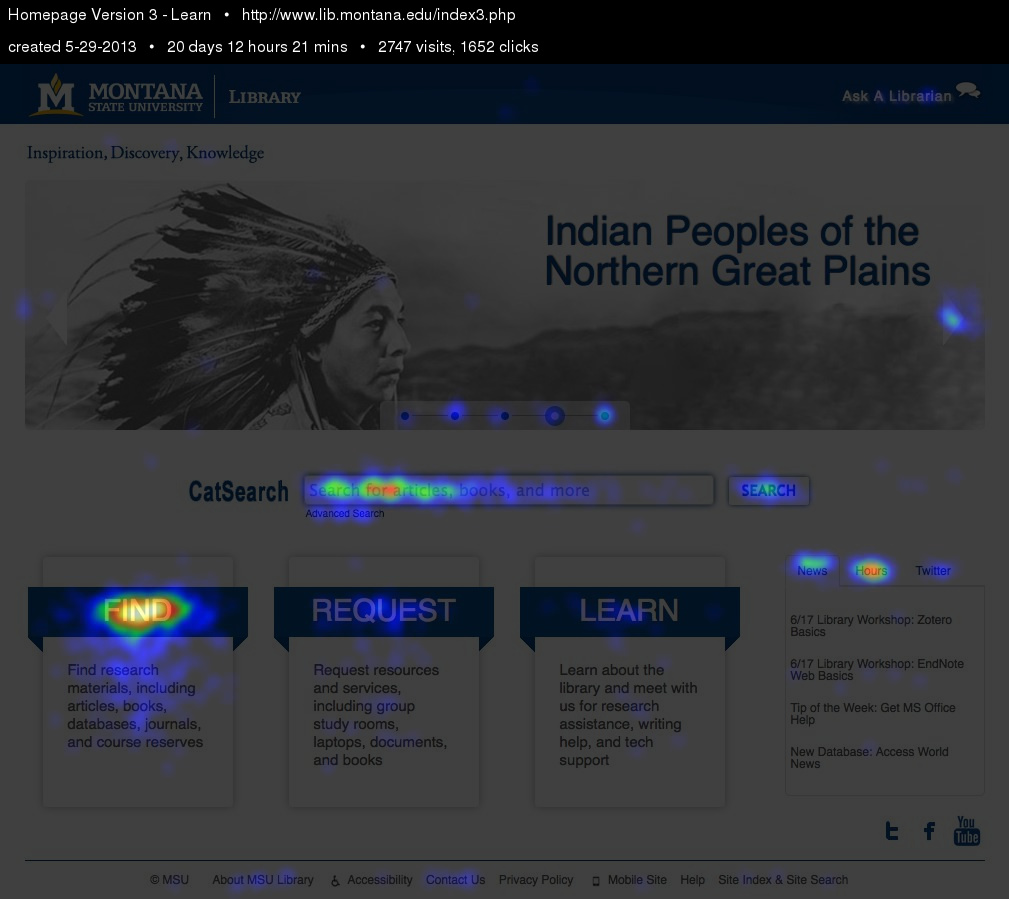 Homepage Version 3 - Learn • http://www.lib.montana.edu/index3.php
created 5-29-2013 • 20 days 12 hours 21 mins • 2747 visits, 1652 clicks
M MONTANA STATE UNIVERSITY LIBRARY
Ask A Librarian
Inspiration, Discovery, Knowledge
Indian Peoples of the
Northern Great Plains
CatSearch Search for articles, books, and more SEARCH
Advanced Search
FIND
Find research
materials, including
articles, books,
databases, journals,
and course reserves
REQUEST
Request resources
and services,
including group
study rooms,
laptops, documents,
and books
LEARN
Learn about the
library and meet with
us for research
assistance, writing
help, and tech
support
News Hours Twitter
6/17 Library Workshop: Zotero
Basics
6/17 Library Workshop: EndNote
Web Basics
Tip of the Week: Get MS Office
Help
New Database: Access World
News
t f You Tube
© MSU About MSU Library Accessibility Contact Us Privacy Policy Mobile Site Help Site Index & Site Search